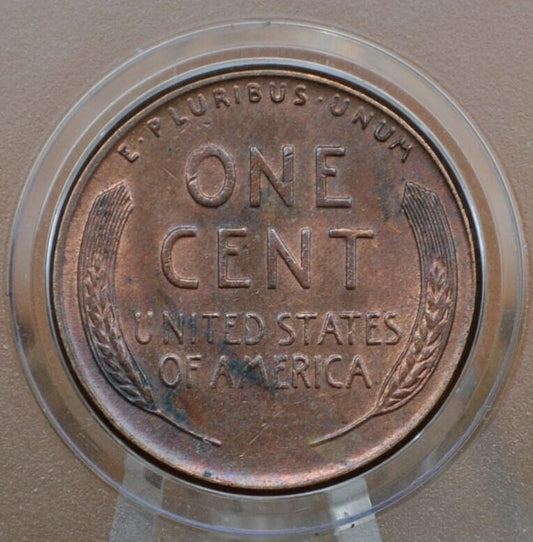 E · PLURIBUS · UNUM
ONE
CENT
UNITED STATES
OF AMERICA